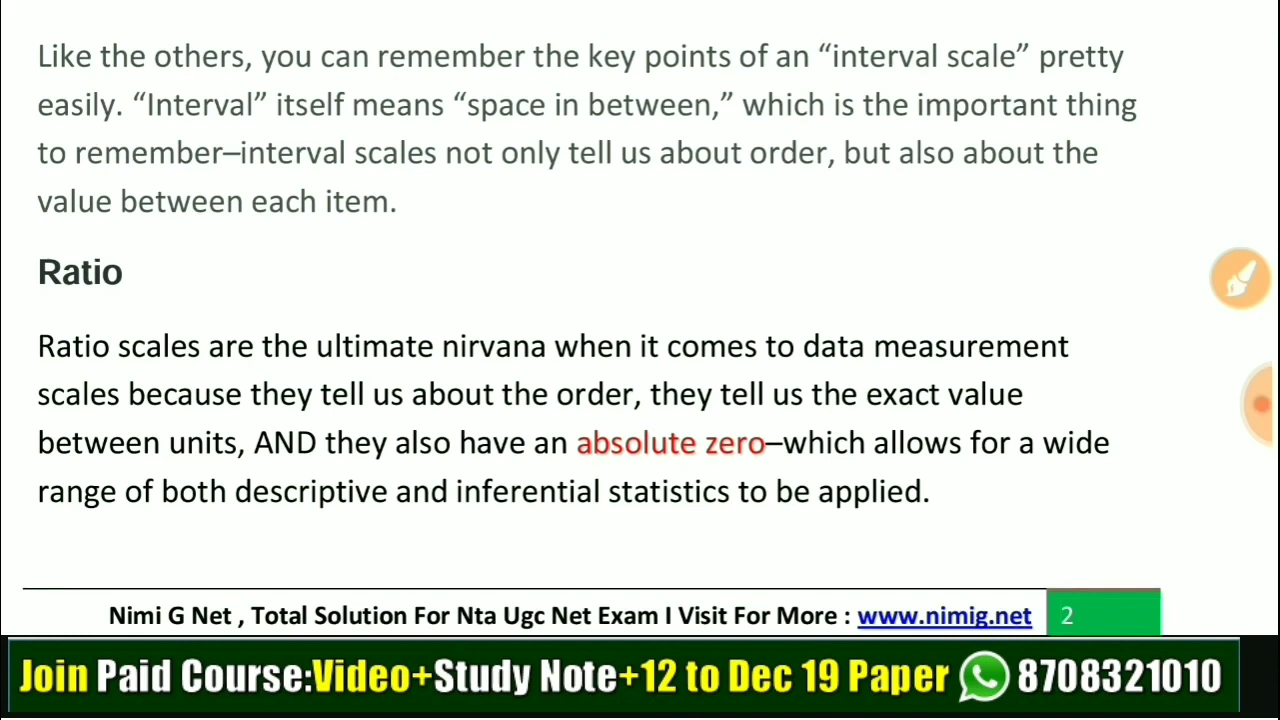 Like the others, you can remember the key points of an “interval scale” pretty
easily. “Interval” itself means “space in between,” which is the important thing
to remember–interval scales not only tell us about order, but also about the
value between each item.
Ratio
Ratio scales are the ultimate nirvana when it comes to data measurement
scales because they tell us about the order, they tell us the exact value
between units, AND they also have an absolute zero–which allows for a wide
range of both descriptive and inferential statistics to be applied.
Nimi G Net , Total Solution For Nta Ugc Net Exam I Visit For More : www.nimig.net 2
Join Paid Course:Video+Study Note+12 to Dec 19 Paper 8708321010